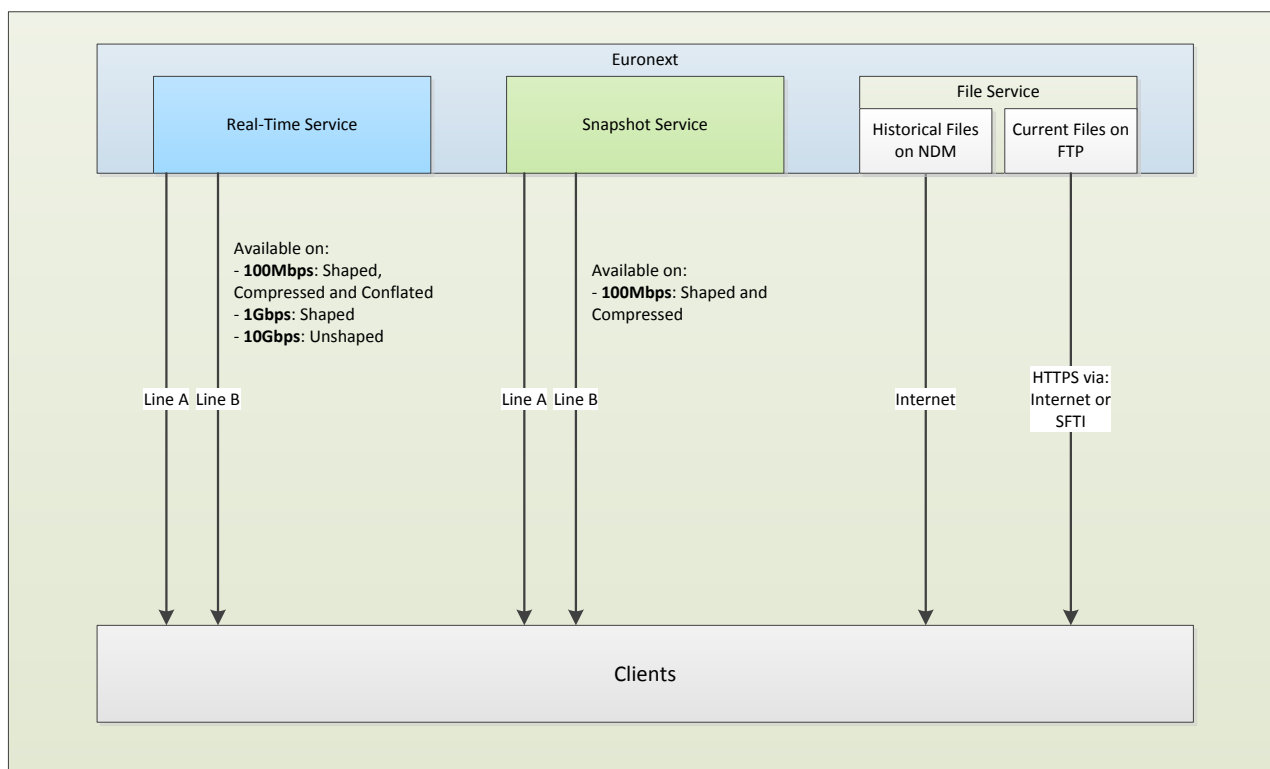 Euronext
Real-Time Service
Snapshot Service
File Service
Historical Files
on NDM
Current Files on
FTP
Available on:
- 100Mbps: Shaped,
Compressed and Conflated
- 1Gbps: Shaped
- 10Gbps: Unshaped
Available on:
- 100Mbps: Shaped and
Compressed
Line A
Line B
Line A
Line B
Internet
HTTPS via:
Internet or
SFTI
Clients